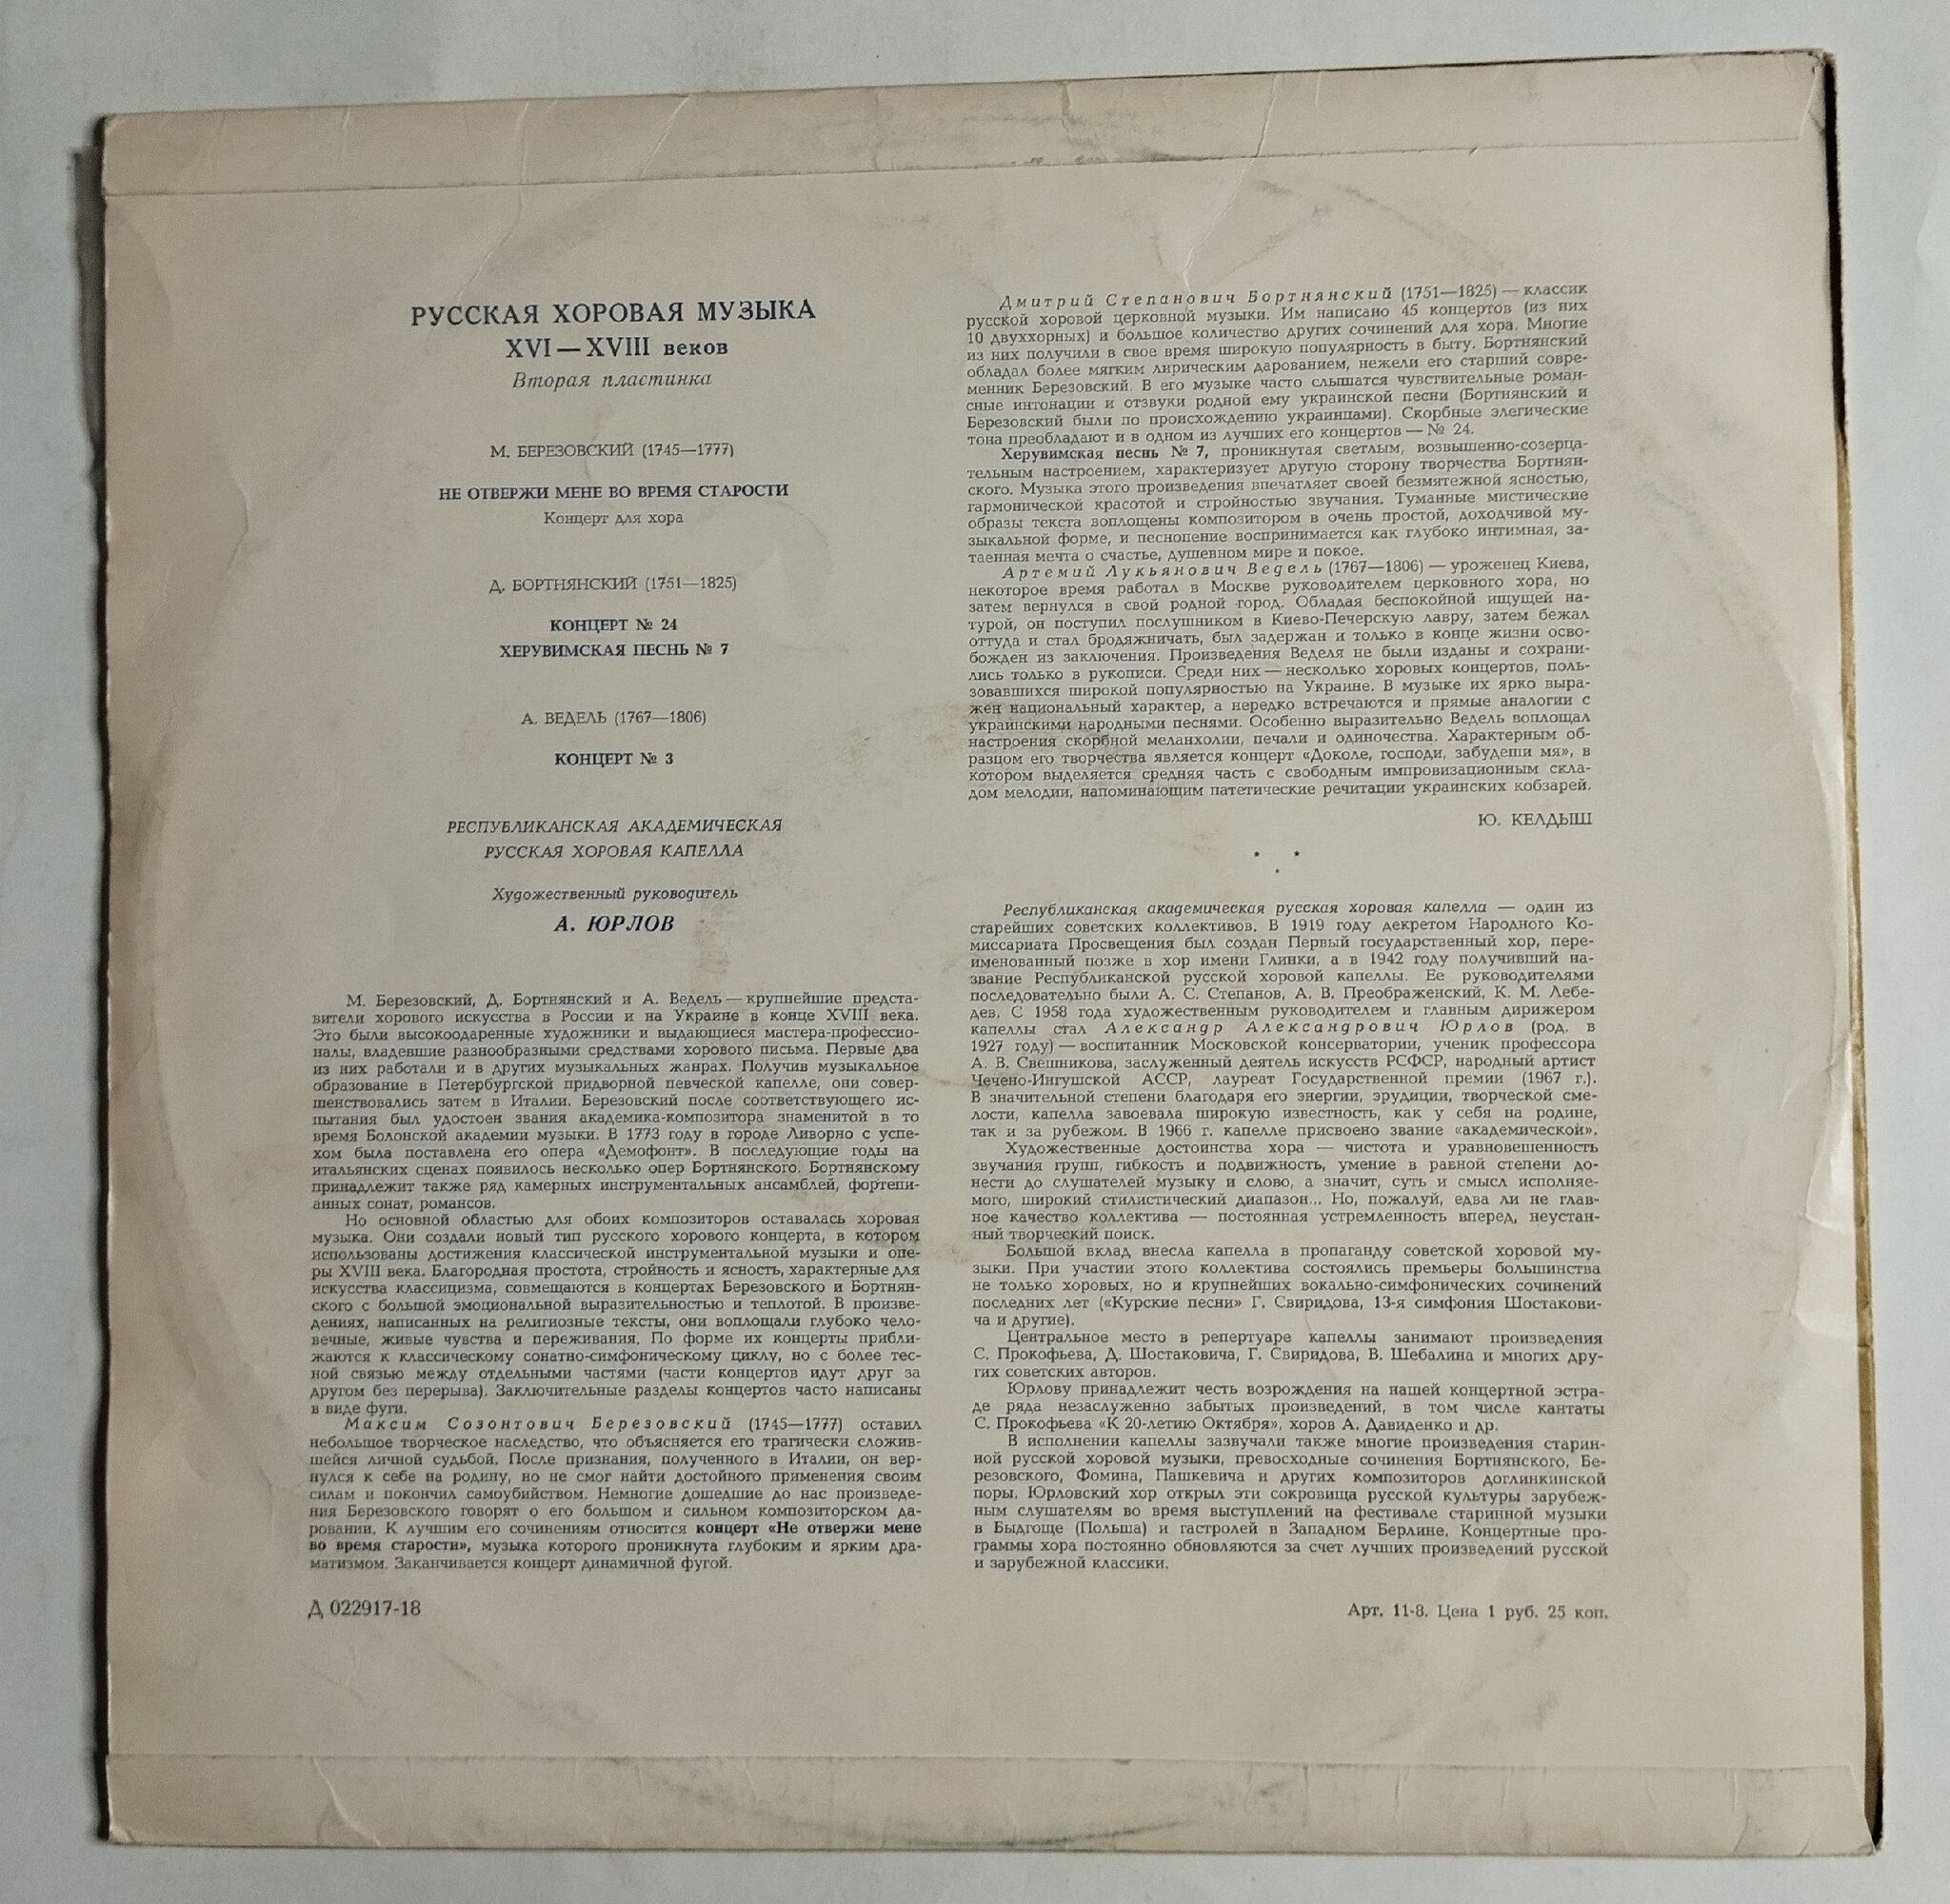 РУССКАЯ ХОРОВАЯ МУЗЫКА
XVI—XVIII веков
Вторая пластинка
М. БЕРЕЗОВСКИЙ (1745—1777)
НЕ ОТВЕРЖИ МЕНЕ ВО ВРЕМЯ СТАРОСТИ
Концерт для хора
Д. БОРТНЯНСКИЙ (1751—1825)
КОНЦЕРТ № 24
ХЕРУВИМСКАЯ ПЕСНЬ № 7
А. ВЕДЕЛЬ (1767—1806)
КОНЦЕРТ № 3
РЕСПУБЛИКАНСКАЯ АКАДЕМИЧЕСКАЯ
РУССКАЯ ХОРОВАЯ КАПЕЛЛА
Художественный руководитель
А. ЮРЛОВ
М. Березовский, Д. Бортнянский и А. Ведель — крупнейшие предста-
вители хорового искусства в России и на Украине в конце XVIII века.
Это были высокоодаренные художники и выдающиеся мастера-профессио-
налы, владевшие разнообразными средствами хорового письма. Первые два
из них работали и в других музыкальных жанрах. Получив музыкальное
образование в Петербургской придворной певческой капелле, они совер-
шенствовались затем в Италии. Березовский после соответствующего ис-
пытания был удостоен звания академика-композитора знаменитой в то
время Болонской академии музыки. В 1773 году в городе Ливорно с успе-
хом была поставлена его опера «Демофонт». В последующие годы на
итальянских сценах появилось несколько опер Бортнянского. Бортнянскому
принадлежит также ряд камерных инструментальных ансамблей, фортепи-
анных сонат, романсов.
Но основной областью для обоих композиторов оставалась хоровая
музыка. Они создали новый тип русского хорового концерта, в котором
использованы достижения классической инструментальной музыки и опе-
ры XVIII века. Благородная простота, стройность и ясность, характерные для
искусства классицизма, совмещаются в концертах Березовского и Бортнян-
ского с большой эмоциональной выразительностью и теплотой. В произве-
дениях, написанных на религиозные тексты, они воплощали глубоко чело-
вечные, живые чувства и переживания. По форме их концерты прибли-
жаются к классическому сонатно-симфоническому циклу, но с более тес-
ной связью между отдельными частями (части концертов идут друг за
другом без перерыва). Заключительные разделы концертов часто написаны
в виде фуги.
Максим Созонтович Березовский (1745—1777) оставил
небольшое творческое наследство, что объясняется его трагически сложив-
шейся личной судьбой. После признания, полученного в Италии, он вер-
нулся к себе на родину, но не смог найти достойного применения своим
силам и покончил самоубийством. Немногие дошедшие до нас произведе-
ния Березовского говорят о его большом и сильном композиторском да-
ровании. К лучшим его сочинениям относится концерт «Не отвержи мене
во время старости», музыка которого проникнута глубоким и ярким дра-
матизмом. Заканчивается концерт динамичной фугой.
Д 022917-18
Дмитрий Степанович Бортнянский (1751—1825) — классик
русской хоровой церковной музыки. Им написано 45 концертов (из них
10 двуххорных) и большое количество других сочинений для хора. Многие
из них получили в свое время широкую популярность в быту. Бортнянский
обладал более мягким лирическим дарованием, нежели его старший совре-
менник Березовский. В его музыке часто слышатся чувствительные роман-
сные интонации и отзвуки родной ему украинской песни (Бортнянский и
Березовский были по происхождению украинцами). Скорбные элегические
тона преобладают и в одном из лучших его концертов — № 24.
Херувимская песнь № 7, проникнутая светлым, возвышенно-созерца-
тельным настроением, характеризует другую сторону творчества Бортнян-
ского. Музыка этого произведения впечатляет своей безмятежной ясностью,
гармонической красотой и стройностью звучания. Туманные мистические
образы текста воплощены композитором в очень простой, доходчивой му-
зыкальной форме, и песнопение воспринимается как глубоко интимная, за-
таенная мечта о счастье, душевном мире и покое.
Артемий Лукьянович Ведель (1767—1806) — уроженец Киева,
некоторое время работал в Москве руководителем церковного хора, но
затем вернулся в свой родной город. Обладая беспокойной ищущей на-
турой, он поступил послушником в Киево-Печерскую лавру, затем бежал
оттуда и стал бродяжничать, был задержан и только в конце жизни осво-
божден из заключения. Произведения Веделя не были изданы и сохрани-
лись только в рукописи. Среди них — несколько хоровых концертов, поль-
зовавшихся широкой популярностью на Украине. В музыке их ярко выра-
жен национальный характер, а нередко встречаются и прямые аналогии с
украинскими народными песнями. Особенно выразительно Ведель воплощал
настроения скорбной меланхолии, печали и одиночества. Характерным об-
разцом его творчества является концерт «Доколе, господи, забудеши мя», в
котором выделяется средняя часть с свободным импровизационным скла-
дом мелодии, напоминающим патетические речитации украинских кобзарей.
Ю. КЕЛДЫШ
Республиканская академическая русская хоровая капелла — один из
старейших советских коллективов. В 1919 году декретом Народного Ко-
миссариата Просвещения был создан Первый государственный хор, пере-
именованный позже в хор имени Глинки, а в 1942 году получивший на-
звание Республиканской русской хоровой капеллы. Ее руководителями
последовательно были А. С. Степанов, А. В. Преображенский, К. М. Лебе-
дев. С 1958 года художественным руководителем и главным дирижером
капеллы стал Александр Александрович Юрлов (род. в
1927 году) — воспитанник Московской консерватории, ученик профессора
А. В. Свешникова, заслуженный деятель искусств РСФСР, народный артист
Чечено-Ингушской АССР, лауреат Государственной премии (1967 г.).
В значительной степени благодаря его энергии, эрудиции, творческой сме-
лости, капелла завоевала широкую известность, как у себя на родине,
так и за рубежом. В 1966 г. капелле присвоено звание «академической».
Художественные достоинства хора — чистота и уравновешенность
звучания групп, гибкость и подвижность, умение в равной степени до-
нести до слушателей музыку и слово, а значит, суть и смысл исполняе-
мого, широкий стилистический диапазон... Но, пожалуй, едва ли не глав-
ное качество коллектива — постоянная устремленность вперед, неустан-
ный творческий поиск.
Большой вклад внесла капелла в пропаганду советской хоровой му-
зыки. При участии этого коллектива состоялись премьеры большинства
не только хоровых, но и крупнейших вокально-симфонических сочинений
последних лет («Курские песни» Г. Свиридова, 13-я симфония Шостакови-
ча и другие).
Центральное место в репертуаре капеллы занимают произведения
С. Прокофьева, Д. Шостаковича, Г. Свиридова, В. Шебалина и многих дру-
гих советских авторов.
Юрлову принадлежит честь возрождения на нашей концертной эстра-
де ряда незаслуженно забытых произведений, в том числе кантаты
С. Прокофьева «К 20-летию Октября», хоров А. Давиденко и др.
В исполнении капеллы зазвучали также многие произведения старин-
ной русской хоровой музыки, превосходные сочинения Бортнянского, Бе-
резовского, Фомина, Пашкевича и других композиторов доглинкинской
поры. Юрловский хор открыл эти сокровища русской культуры зарубеж-
ным слушателям во время выступлений на фестивале старинной музыки
в Быдгоще (Польша) и гастролей в Западном Берлине. Концертные про-
граммы хора постоянно обновляются за счет лучших произведений русской
и зарубежной классики.
Арт. 11-8. Цена 1 руб. 25 коп.